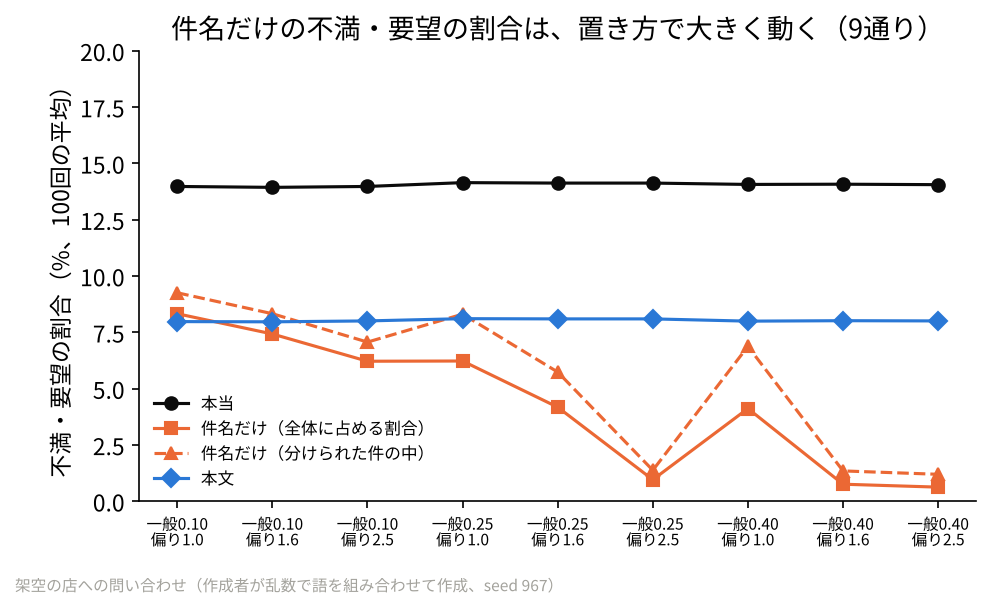 件名だけの不満・要望の割合は、置き方で大きく動く（9通り）
不満・要望の割合（%、100回の平均）
20.0
17.5
15.0
12.5
10.0
7.5
5.0
2.5
0.0
本当
件名だけ（全体に占める割合）
件名だけ（分けられた件の中）
本文
一般0.10
偏り1.0
一般0.10
偏り1.6
一般0.10
偏り2.5
一般0.25
偏り1.0
一般0.25
偏り1.6
一般0.25
偏り2.5
一般0.40
偏り1.0
一般0.40
偏り1.6
一般0.40
偏り2.5
架空の店への問い合わせ（作成者が乱数で語を組み合わせて作成、seed 967）